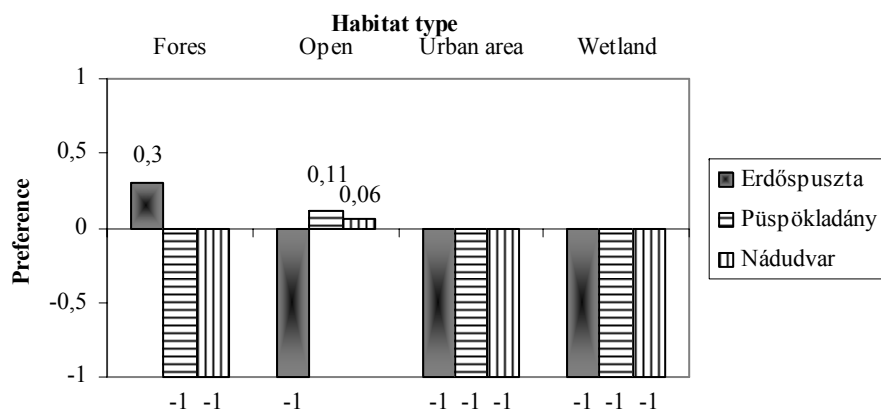 Habitat type
Fores Open Urban area Wetland
1
0,5
0
-0,5
-1
Preference
0,3
0,11
0,06
-1 -1 -1 -1 -1 -1 -1 -1 -1
Erdőspuszta
Püspökladány
Nádudvar